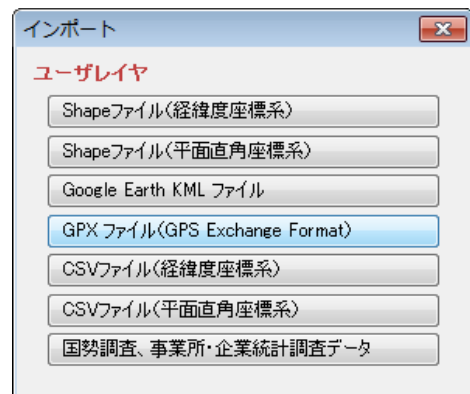 インポート
ユーザレイヤ
Shapeファイル(経緯度座標系)
Shapeファイル(平面直角座標系)
Google Earth KML ファイル
GPX ファイル(GPS Exchange Format)
CSVファイル(経緯度座標系)
CSVファイル(平面直角座標系)
国勢調査、事業所・企業統計調査データ